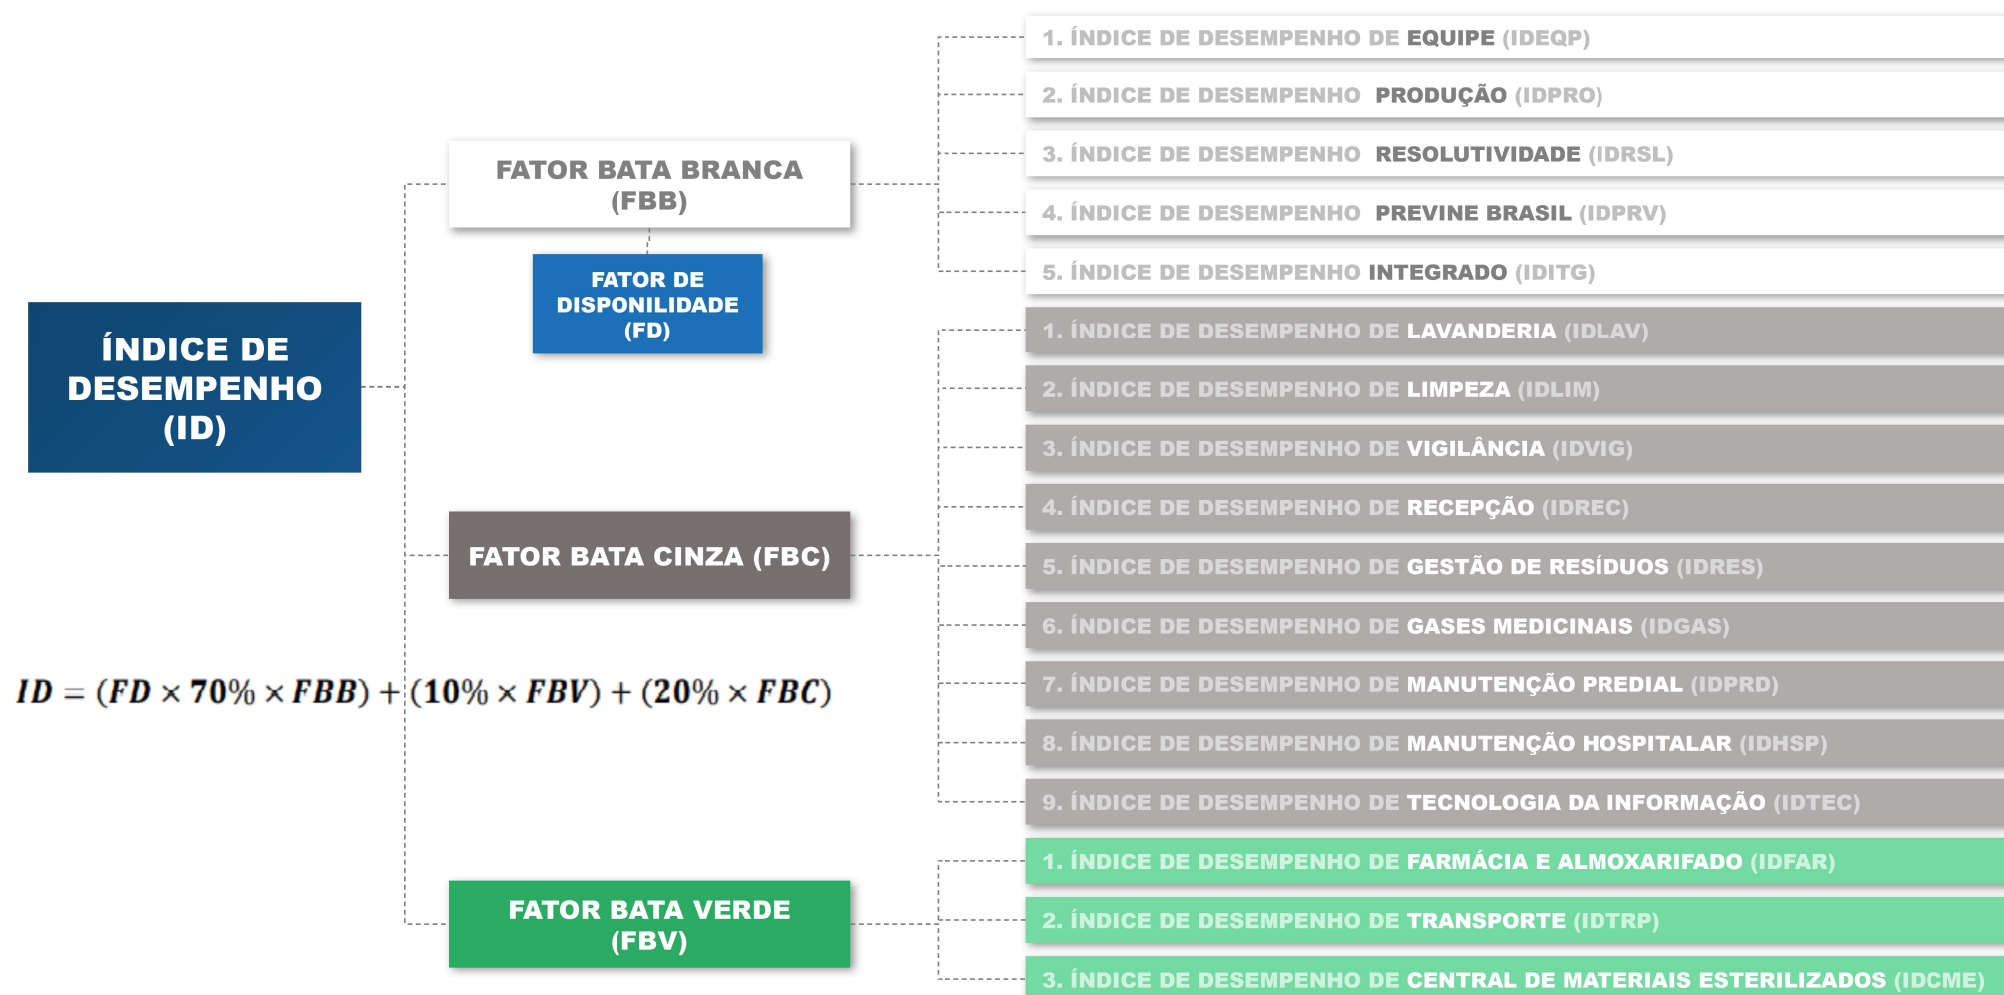 1. ÍNDICE DE DESEMPENHO DE EQUIPE (IDEQP)
2. ÍNDICE DE DESEMPENHO PRODUÇÃO (IDPRO)
3. ÍNDICE DE DESEMPENHO RESOLUTIVIDADE (IDRSL)
4. ÍNDICE DE DESEMPENHO PREVINE BRASIL (IDPRV)
5. ÍNDICE DE DESEMPENHO INTEGRADO (IDITG)
FATOR BATA BRANCA
(FBB)
FATOR DE
DISPONILIDADE
(FD)
ÍNDICE DE
DESEMPENHO
(ID)
1. ÍNDICE DE DESEMPENHO DE LAVANDERIA (IDLAV)
2. ÍNDICE DE DESEMPENHO DE LIMPEZA (IDLIM)
3. ÍNDICE DE DESEMPENHO DE VIGILÂNCIA (IDVIG)
4. ÍNDICE DE DESEMPENHO DE RECEPÇÃO (IDREC)
5. ÍNDICE DE DESEMPENHO DE GESTÃO DE RESÍDUOS (IDRES)
6. ÍNDICE DE DESEMPENHO DE GASES MEDICINAIS (IDGAS)
7. ÍNDICE DE DESEMPENHO DE MANUTENÇÃO PREDIAL (IDPRD)
8. ÍNDICE DE DESEMPENHO DE MANUTENÇÃO HOSPITALAR (IDHSP)
9. ÍNDICE DE DESEMPENHO DE TECNOLOGIA DA INFORMAÇÃO (IDTEC)
FATOR BATA CINZA (FBC)
ID = (FD × 70% × FBB) + (10% × FBV) + (20% × FBC)
FATOR BATA VERDE
(FBV)
1. ÍNDICE DE DESEMPENHO DE FARMÁCIA E ALMOXARIFADO (IDFAR)
2. ÍNDICE DE DESEMPENHO DE TRANSPORTE (IDTRP)
3. ÍNDICE DE DESEMPENHO DE CENTRAL DE MATERIAIS ESTERILIZADOS (IDCME)